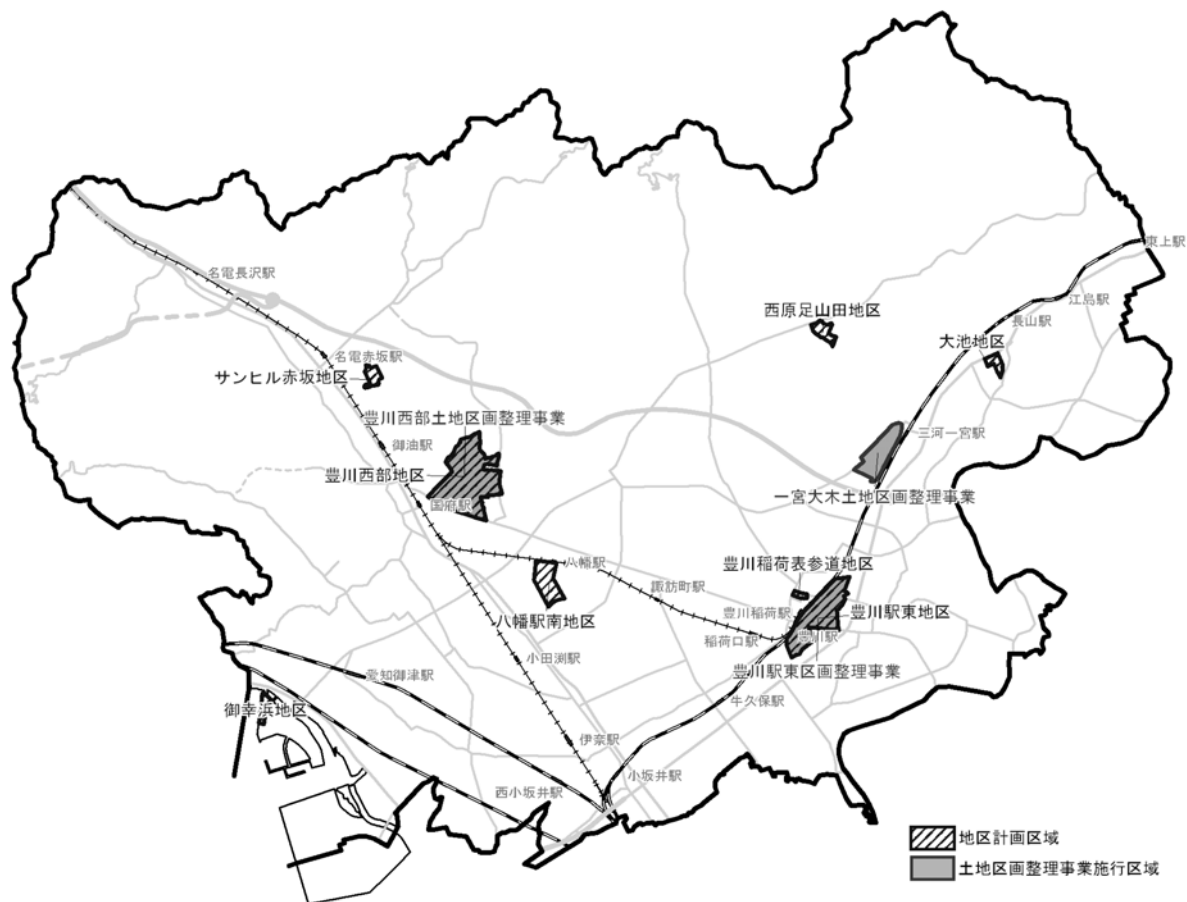 東上駅
名電長沢駅
江島駅
西原足山田地区
長山駅
大池地区
名電赤坂駅
サンヒル赤坂地区
豊川西部土地区画整理事業
三河一宮駅
御油駅
豊川西部地区
一宮大木土地区画整理事業
国府駅
八幡駅
豊川稲荷表参道地区
諏訪町駅
豊川稲荷駅
豊川駅東地区
八幡駅南地区
稲荷口駅
豊川駅
小田渕駅
豊川駅東区画整理事業
愛知御津駅
牛久保駅
御幸浜地区
伊奈駅
小坂井駅
西小坂井駅
地区計画区域
土地区画整理事業施行区域